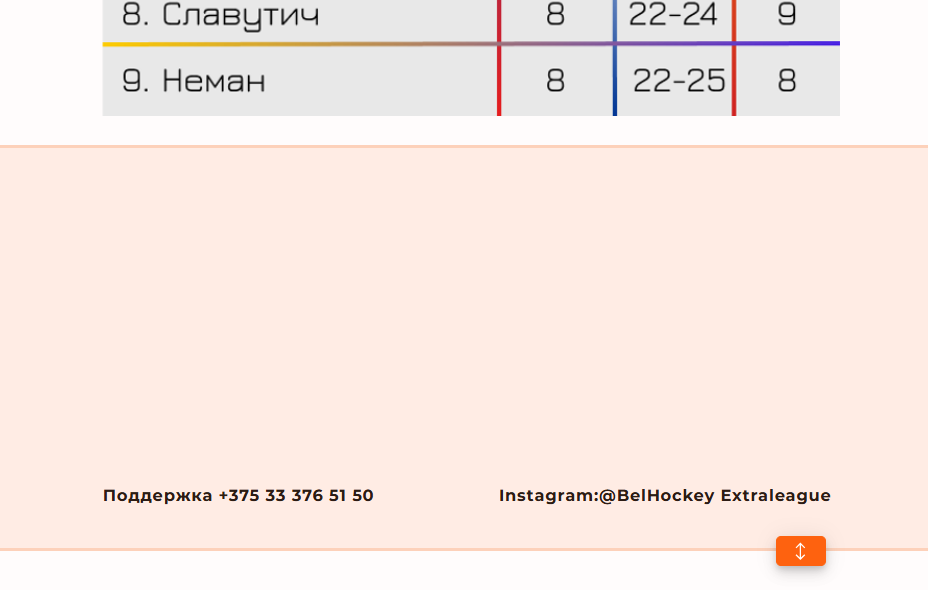 8. Славутич 8 22-24 9
9. Неман 8 22-25 8
Поддержка +375 33 376 51 50
Instagram:@BelHockey Extraleague